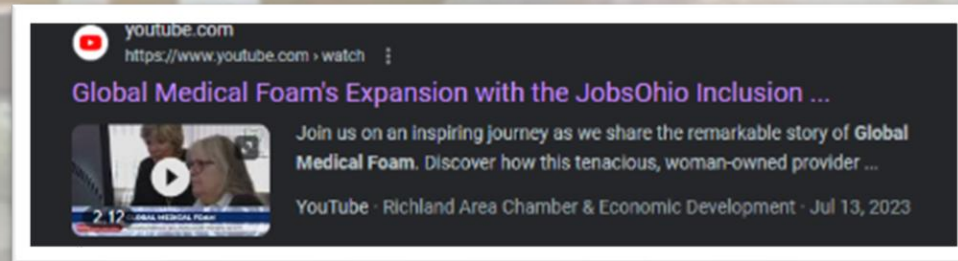 youtube.com
https://www.youtube.com › watch
Global Medical Foam's Expansion with the JobsOhio Inclusion ...
Join us on an inspiring journey as we share the remarkable story of Global
Medical Foam. Discover how this tenacious, woman-owned provider ...
2:12
GLOBAL MEDICAL FOAM
YouTube · Richland Area Chamber & Economic Development · Jul 13, 2023